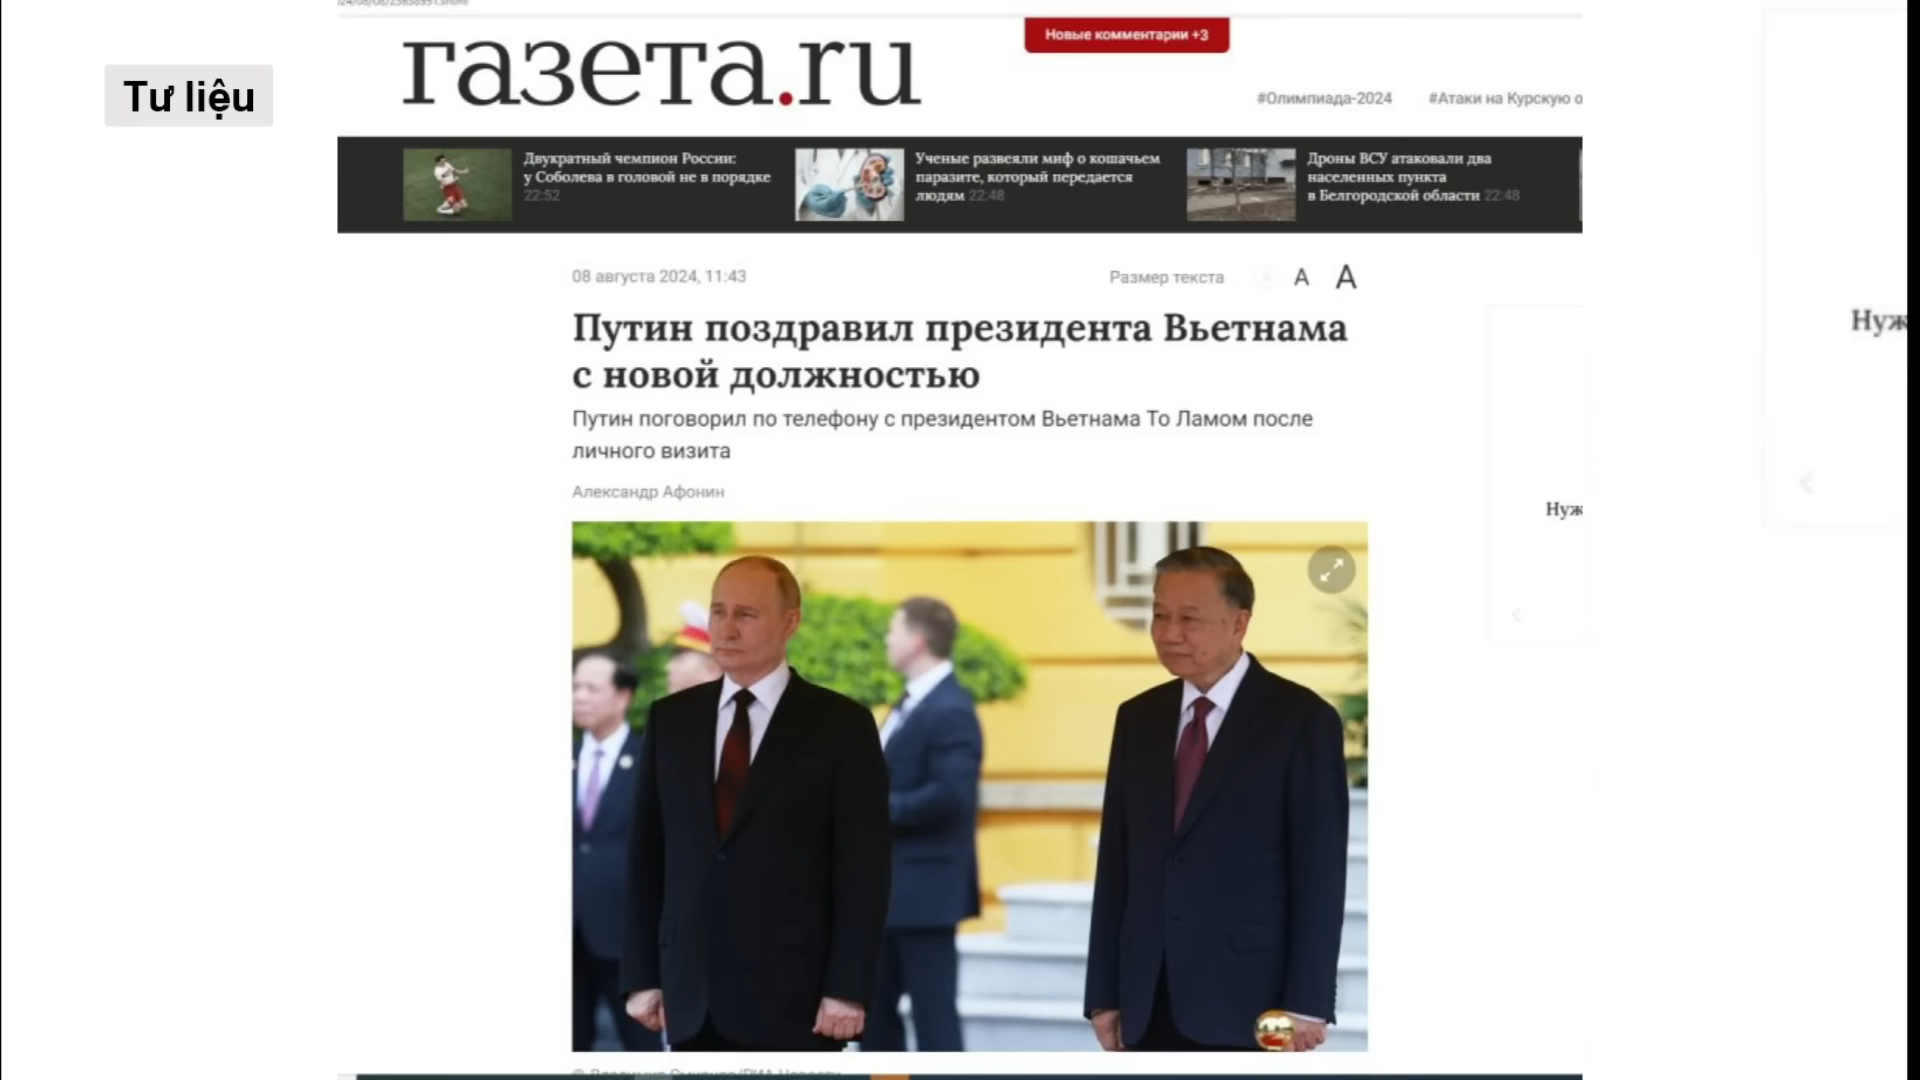 Tư liệu
газета.ru
Новые комментарии +3
#Олимпиада-2024 #Атаки на Курскую о
Двукратный чемпион России:
у Соболева в головой не в порядке
22:52
Ученые развеяли миф о кошачьем
паразите, который передается
людям 22:48
Дроны ВСУ атаковали два
населенных пункта
в Белгородской области 22:48
08 августа 2024, 11:43
Размер текста A A
Путин поздравил президента Вьетнама
с новой должностью
Путин поговорил по телефону с президентом Вьетнама То Ламом после
личного визита
Александр Афонин
Нуж
Нуж